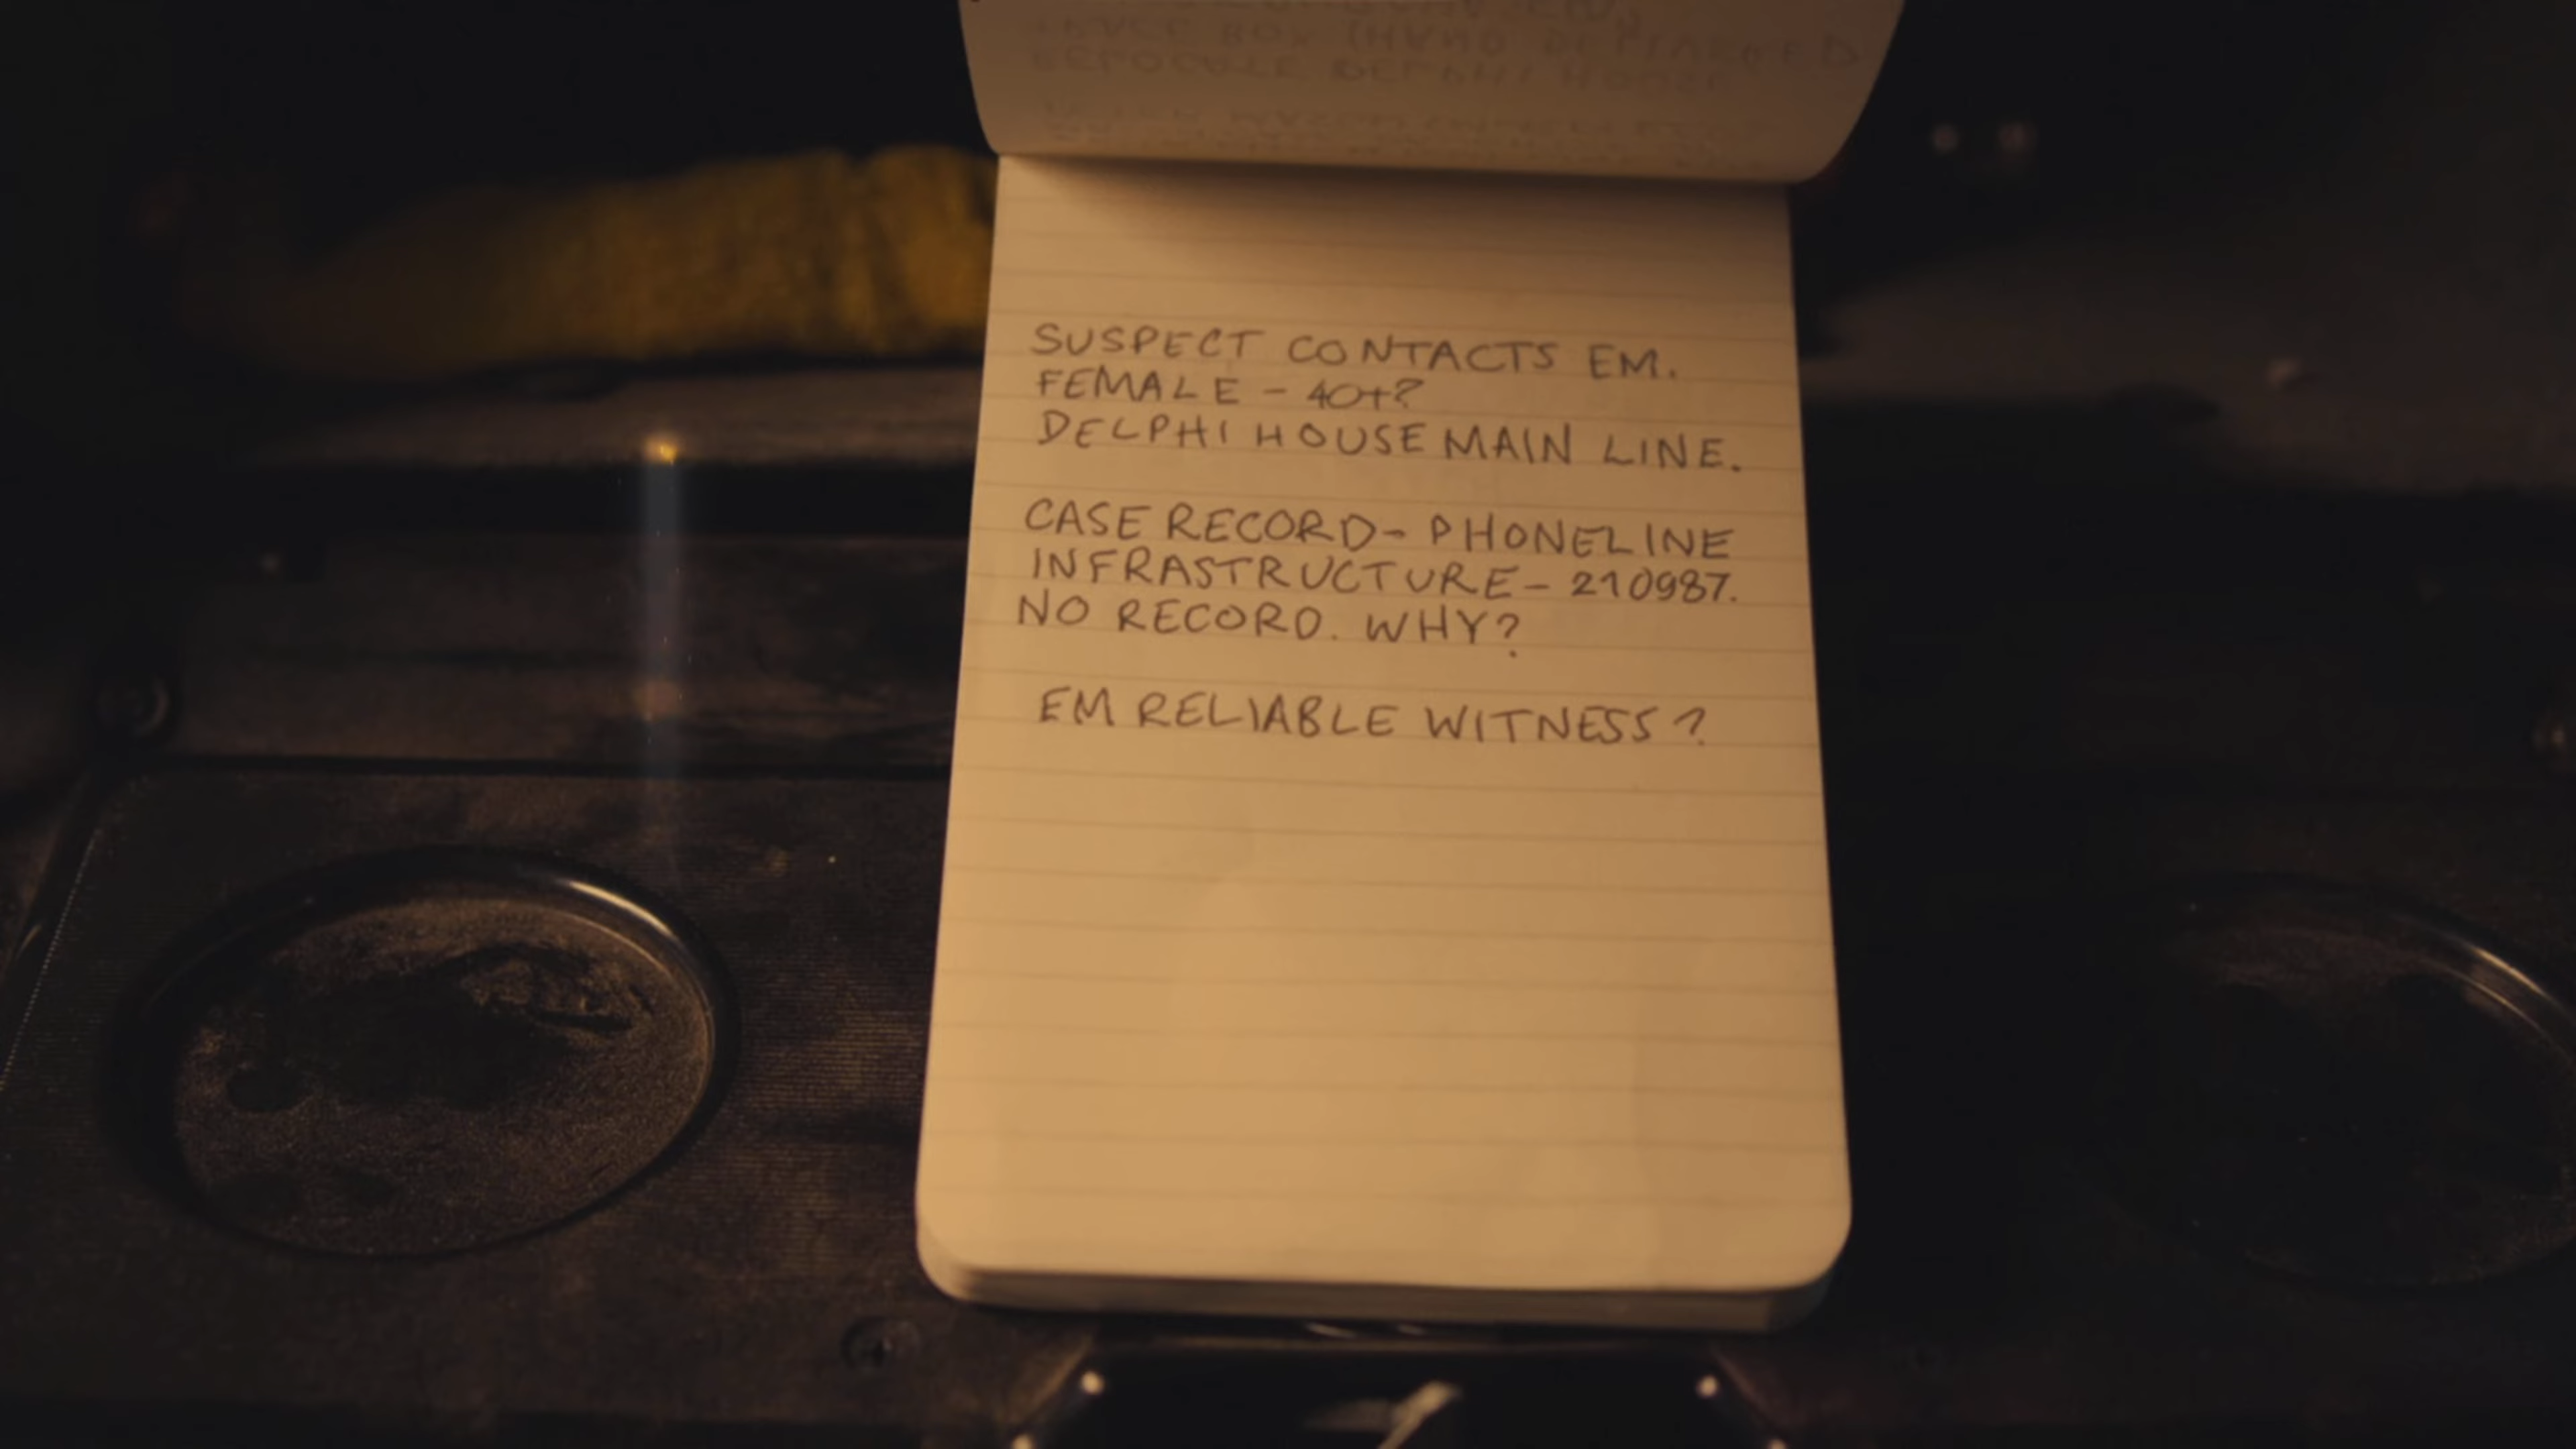 SUSPECT CONTACTS EM.
FEMALE – 40+?
DELPHI HOUSE MAIN LINE.
CASE RECORD– PHONELINE
INFRASTRUCTURE – 210987.
NO RECORD. WHY?
EM RELIABLE WITNESS?